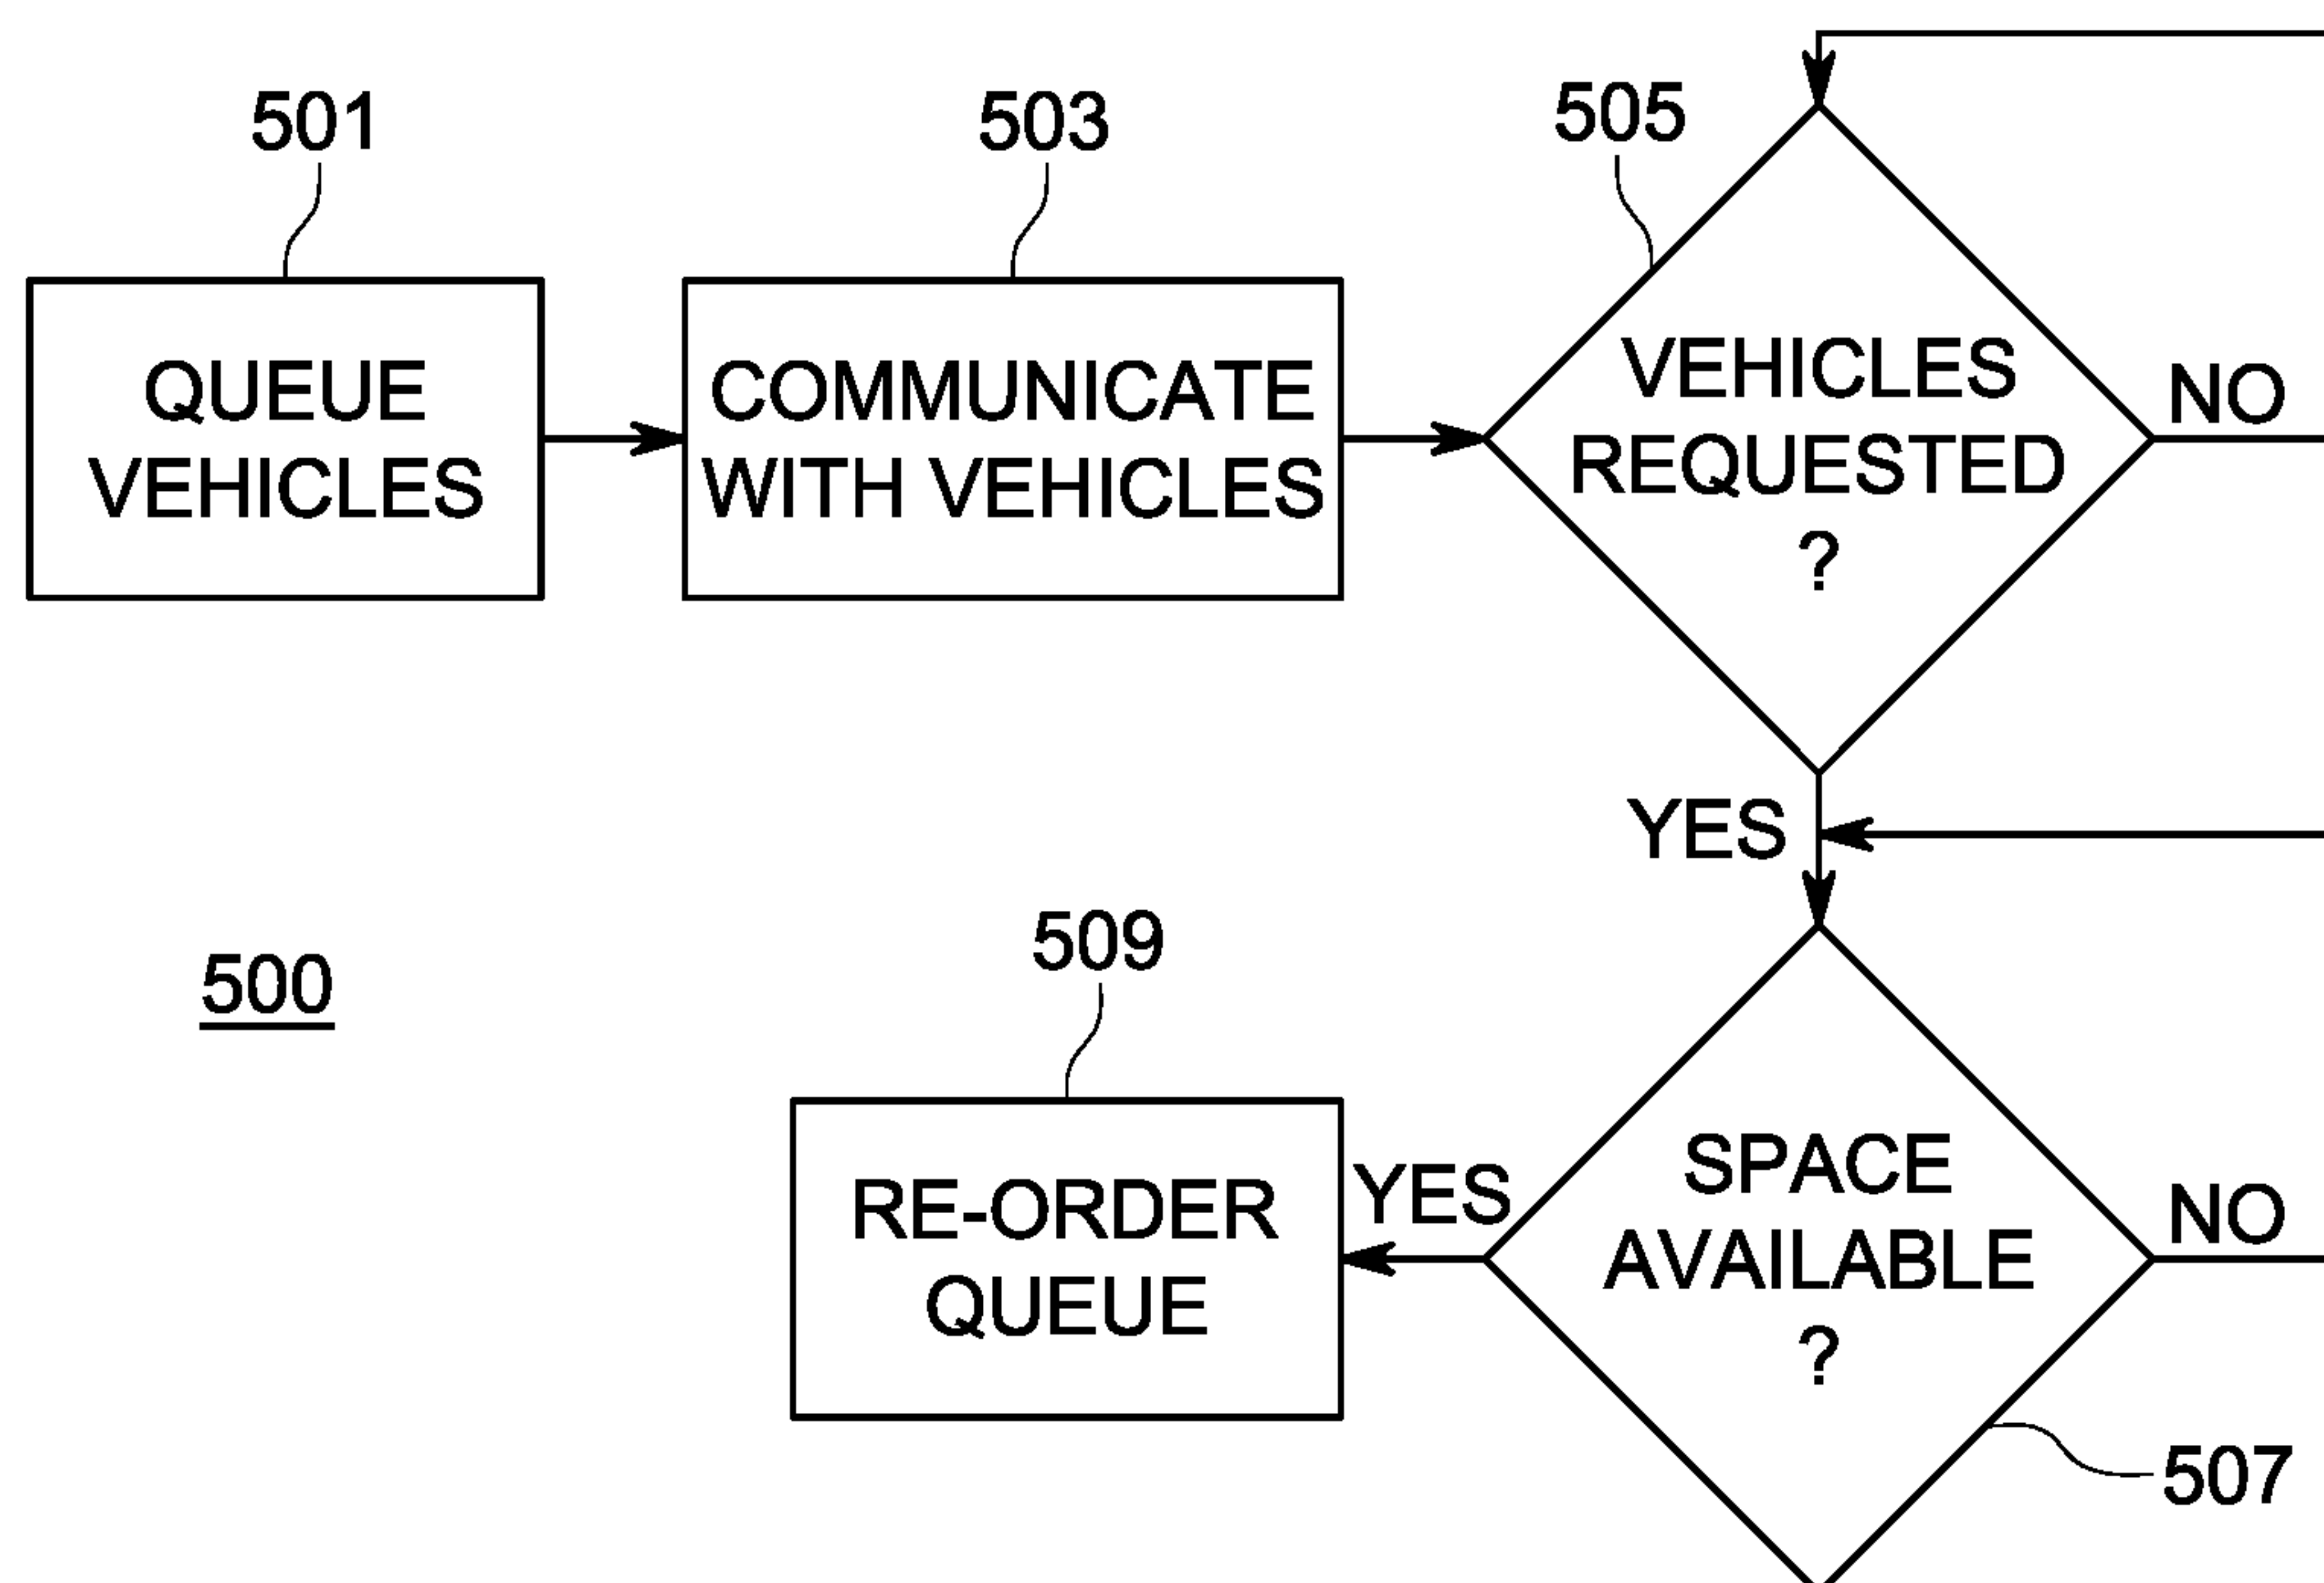 501
503
505
QUEUE
VEHICLES
COMMUNICATE
WITH VEHICLES
VEHICLES
REQUESTED
?
NO
YES
500
509
RE-ORDER
QUEUE
YES
SPACE
AVAILABLE
?
NO
507